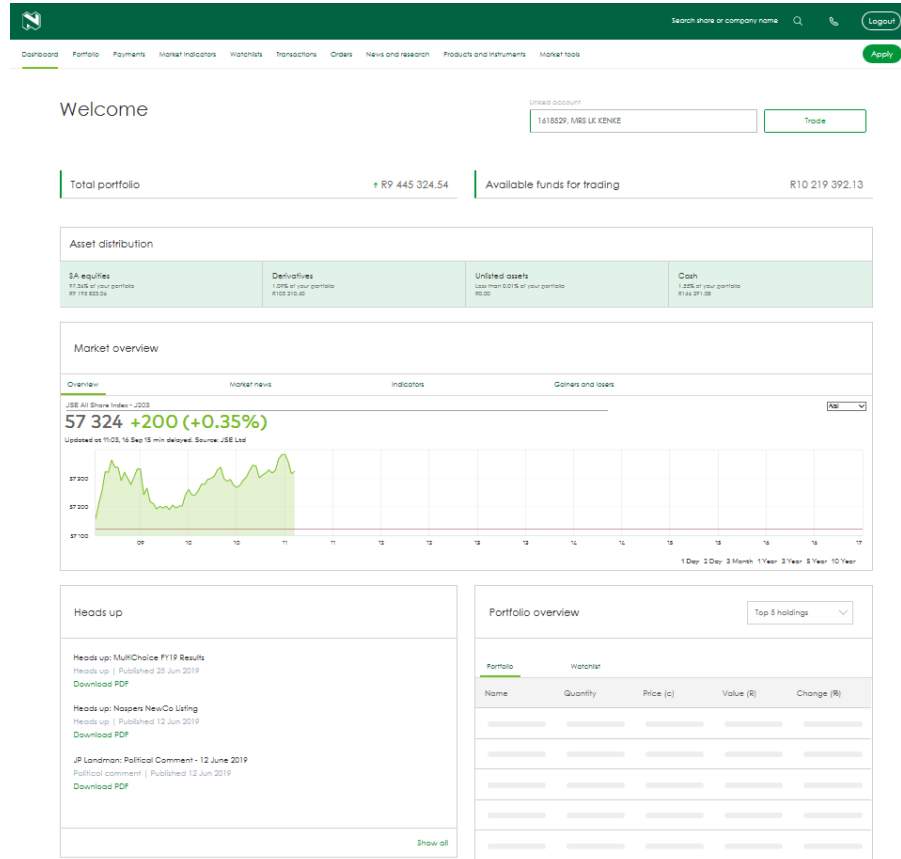 Search share or company name
Logout
Dashboard Portfolio Payments Market indicators Watchlists Transactions Orders News and research Products and instruments Market tools
Apply
Welcome
Linked account
1618529, MRS LK KENKE
Trade
Total portfolio
↑ R9 445 324.54
Available funds for trading
R10 219 392.13
Asset distribution
SA equities
97.36% of your portfolio
R9 195 823.06
Derivatives
1.09% of your portfolio
R103 210.40
Unlisted assets
Less than 0.01% of your portfolio
R0.00
Cash
1.55% of your portfolio
R146 291.08
Market overview
Overview Market news Indicators Gainers and losers
JSE All Share Index - J203
Alsi
57 324 +200 (+0.35%)
Updated at 11:03, 16 Sep 15 min delayed. Source: JSE Ltd
57 300
57 200
57 100
09 10 10 11 11 12 12 13 13 14 14 15 15 16 16 17
1 Day 2 Day 3 Month 1 Year 3 Year 5 Year 10 Year
Heads up
Heads up: MultiChoice FY19 Results
Heads up | Published 25 Jun 2019
Download PDF
Heads up: Naspers NewCo Listing
Heads up | Published 12 Jun 2019
Download PDF
JP Landman: Political Comment - 12 June 2019
Political comment | Published 12 Jun 2019
Download PDF
Show all
Portfolio overview
Top 5 holdings
Portfolio Watchlist
Name Quantity Price (c) Value (R) Change (%)